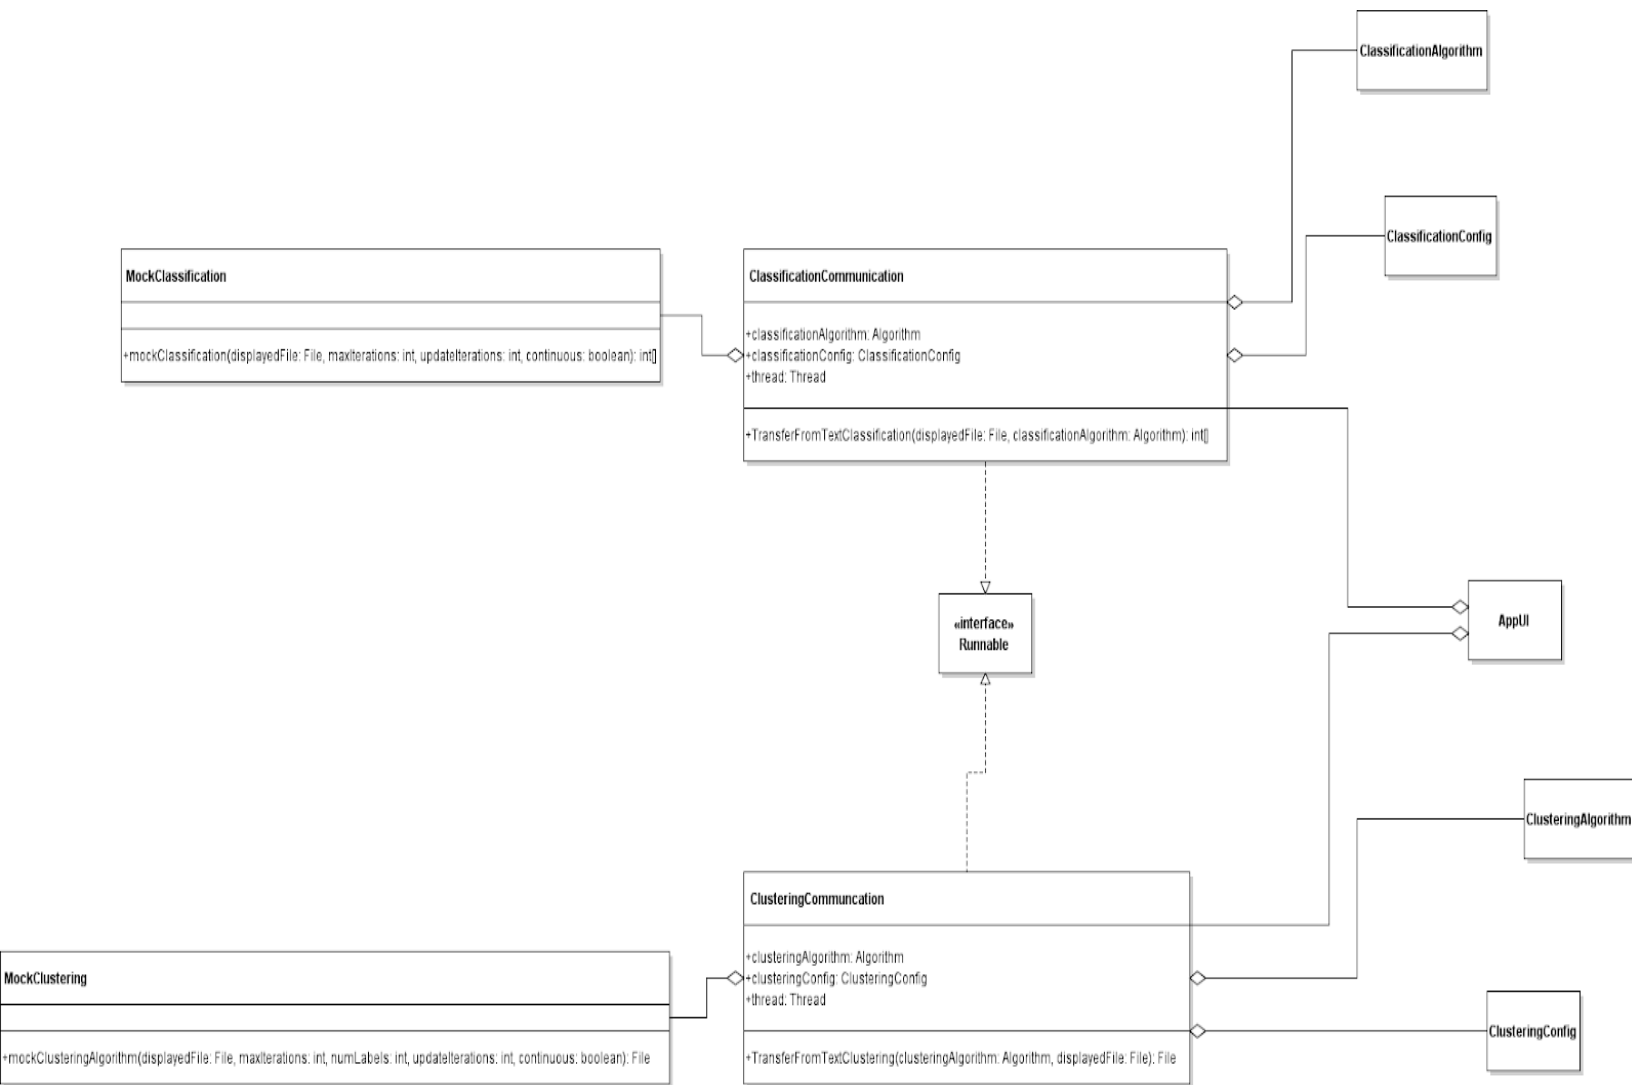 ClassificationAlgorithm
ClassificationConfig
MockClassification
+mockClassification(displayedFile: File, maxIterations: int, updateIterations: int, continuous: boolean): int[]
ClassificationCommunication
+classificationAlgorithm: Algorithm
+classificationConfig: ClassificationConfig
+thread: Thread
+TransferFromTextClassification(displayedFile: File, classificationAlgorithm: Algorithm): int[]
«interface»
Runnable
AppUI
ClusteringAlgorithm
ClusteringCommuncation
+clusteringAlgorithm: Algorithm
+clusteringConfig: ClusteringConfig
+thread: Thread
+TransferFromTextClustering(clusteringAlgorithm: Algorithm, displayedFile: File): File
MockClustering
+mockClusteringAlgorithm(displayedFile: File, maxIterations: int, numLabels: int, updateIterations: int, continuous: boolean): File
ClusteringConfig